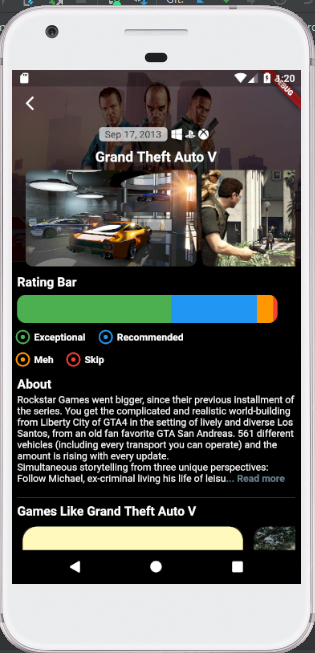 Git:
1:20
DEBUG
Sep 17, 2013
Grand Theft Auto V
Rating Bar
Exceptional
Recommended
Meh
Skip
About
Rockstar Games went bigger, since their previous installment of
the series. You get the complicated and realistic world-building
from Liberty City of GTA4 in the setting of lively and diverse Los
Santos, from an old fan favorite GTA San Andreas. 561 different
vehicles (including every transport you can operate) and the
amount is rising with every update.
Simultaneous storytelling from three unique perspectives:
Follow Michael, ex-criminal living his life of leisu... Read more
Games Like Grand Theft Auto V